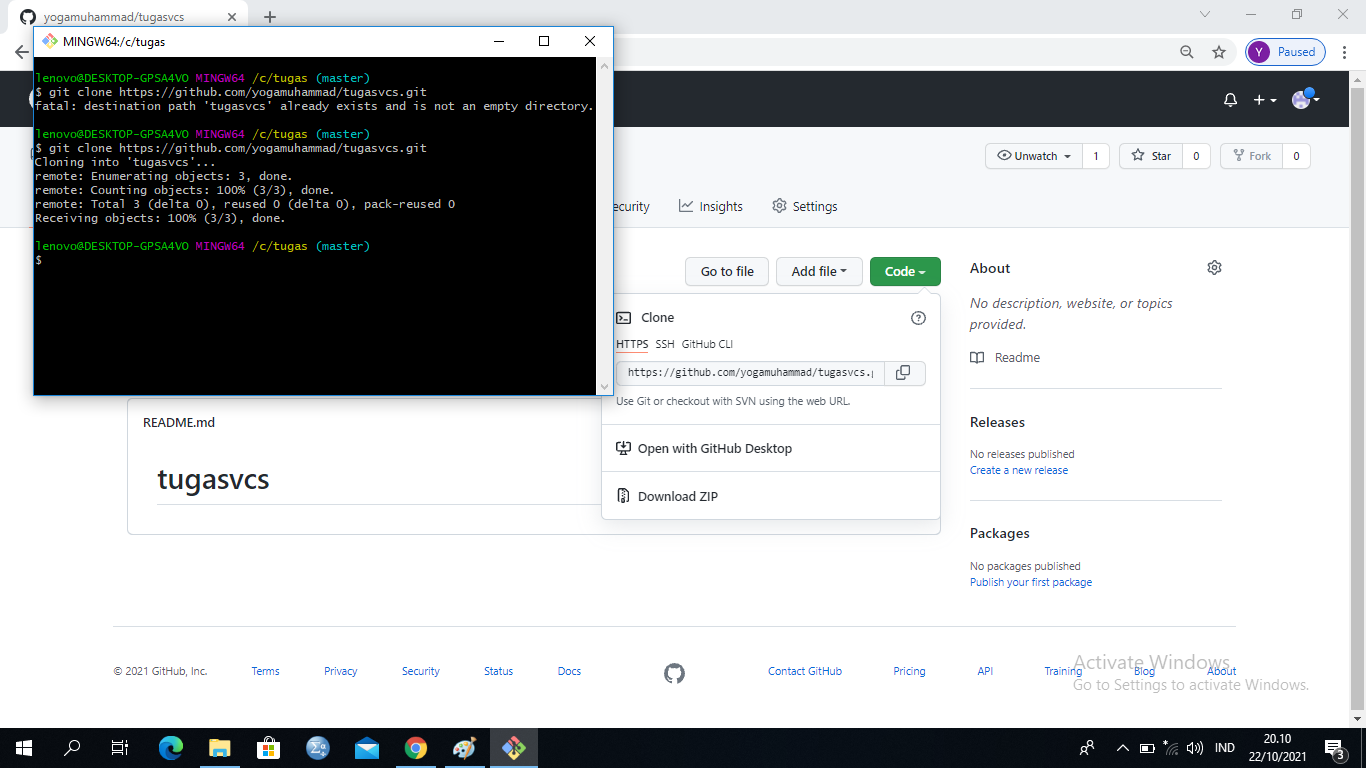 yogamuhammad/tugasvcs
MINGW64:/c/tugas
Paused
lenovo@DESKTOP-GPSA4VO MINGW64 /c/tugas (master)
$ git clone https://github.com/yogamuhammad/tugasvcs.git
fatal: destination path 'tugasvcs' already exists and is not an empty directory.
lenovo@DESKTOP-GPSA4VO MINGW64 /c/tugas (master)
$ git clone https://github.com/yogamuhammad/tugasvcs.git
Cloning into 'tugasvcs'...
remote: Enumerating objects: 3, done.
remote: Counting objects: 100% (3/3), done.
remote: Total 3 (delta 0), reused 0 (delta 0), pack-reused 0
Receiving objects: 100% (3/3), done.
lenovo@DESKTOP-GPSA4VO MINGW64 /c/tugas (master)
$
Y
Unwatch 1 Star 0 Fork 0
ecurity Insights Settings
Go to file Add file Code
Clone
HTTPS SSH GitHub CLI
https://github.com/yogamuhammad/tugasvcs.
Use Git or checkout with SVN using the web URL.
Open with GitHub Desktop
Download ZIP
About
No description, website, or topics
provided.
Readme
Releases
No releases published
Create a new release
Packages
No packages published
Publish your first package
README.md
tugasvcs
© 2021 GitHub, Inc. Terms Privacy Security Status Docs Contact GitHub Pricing API Training Blog About
Activate Windows
Go to Settings to activate Windows.
IND
20.10
22/10/2021
3